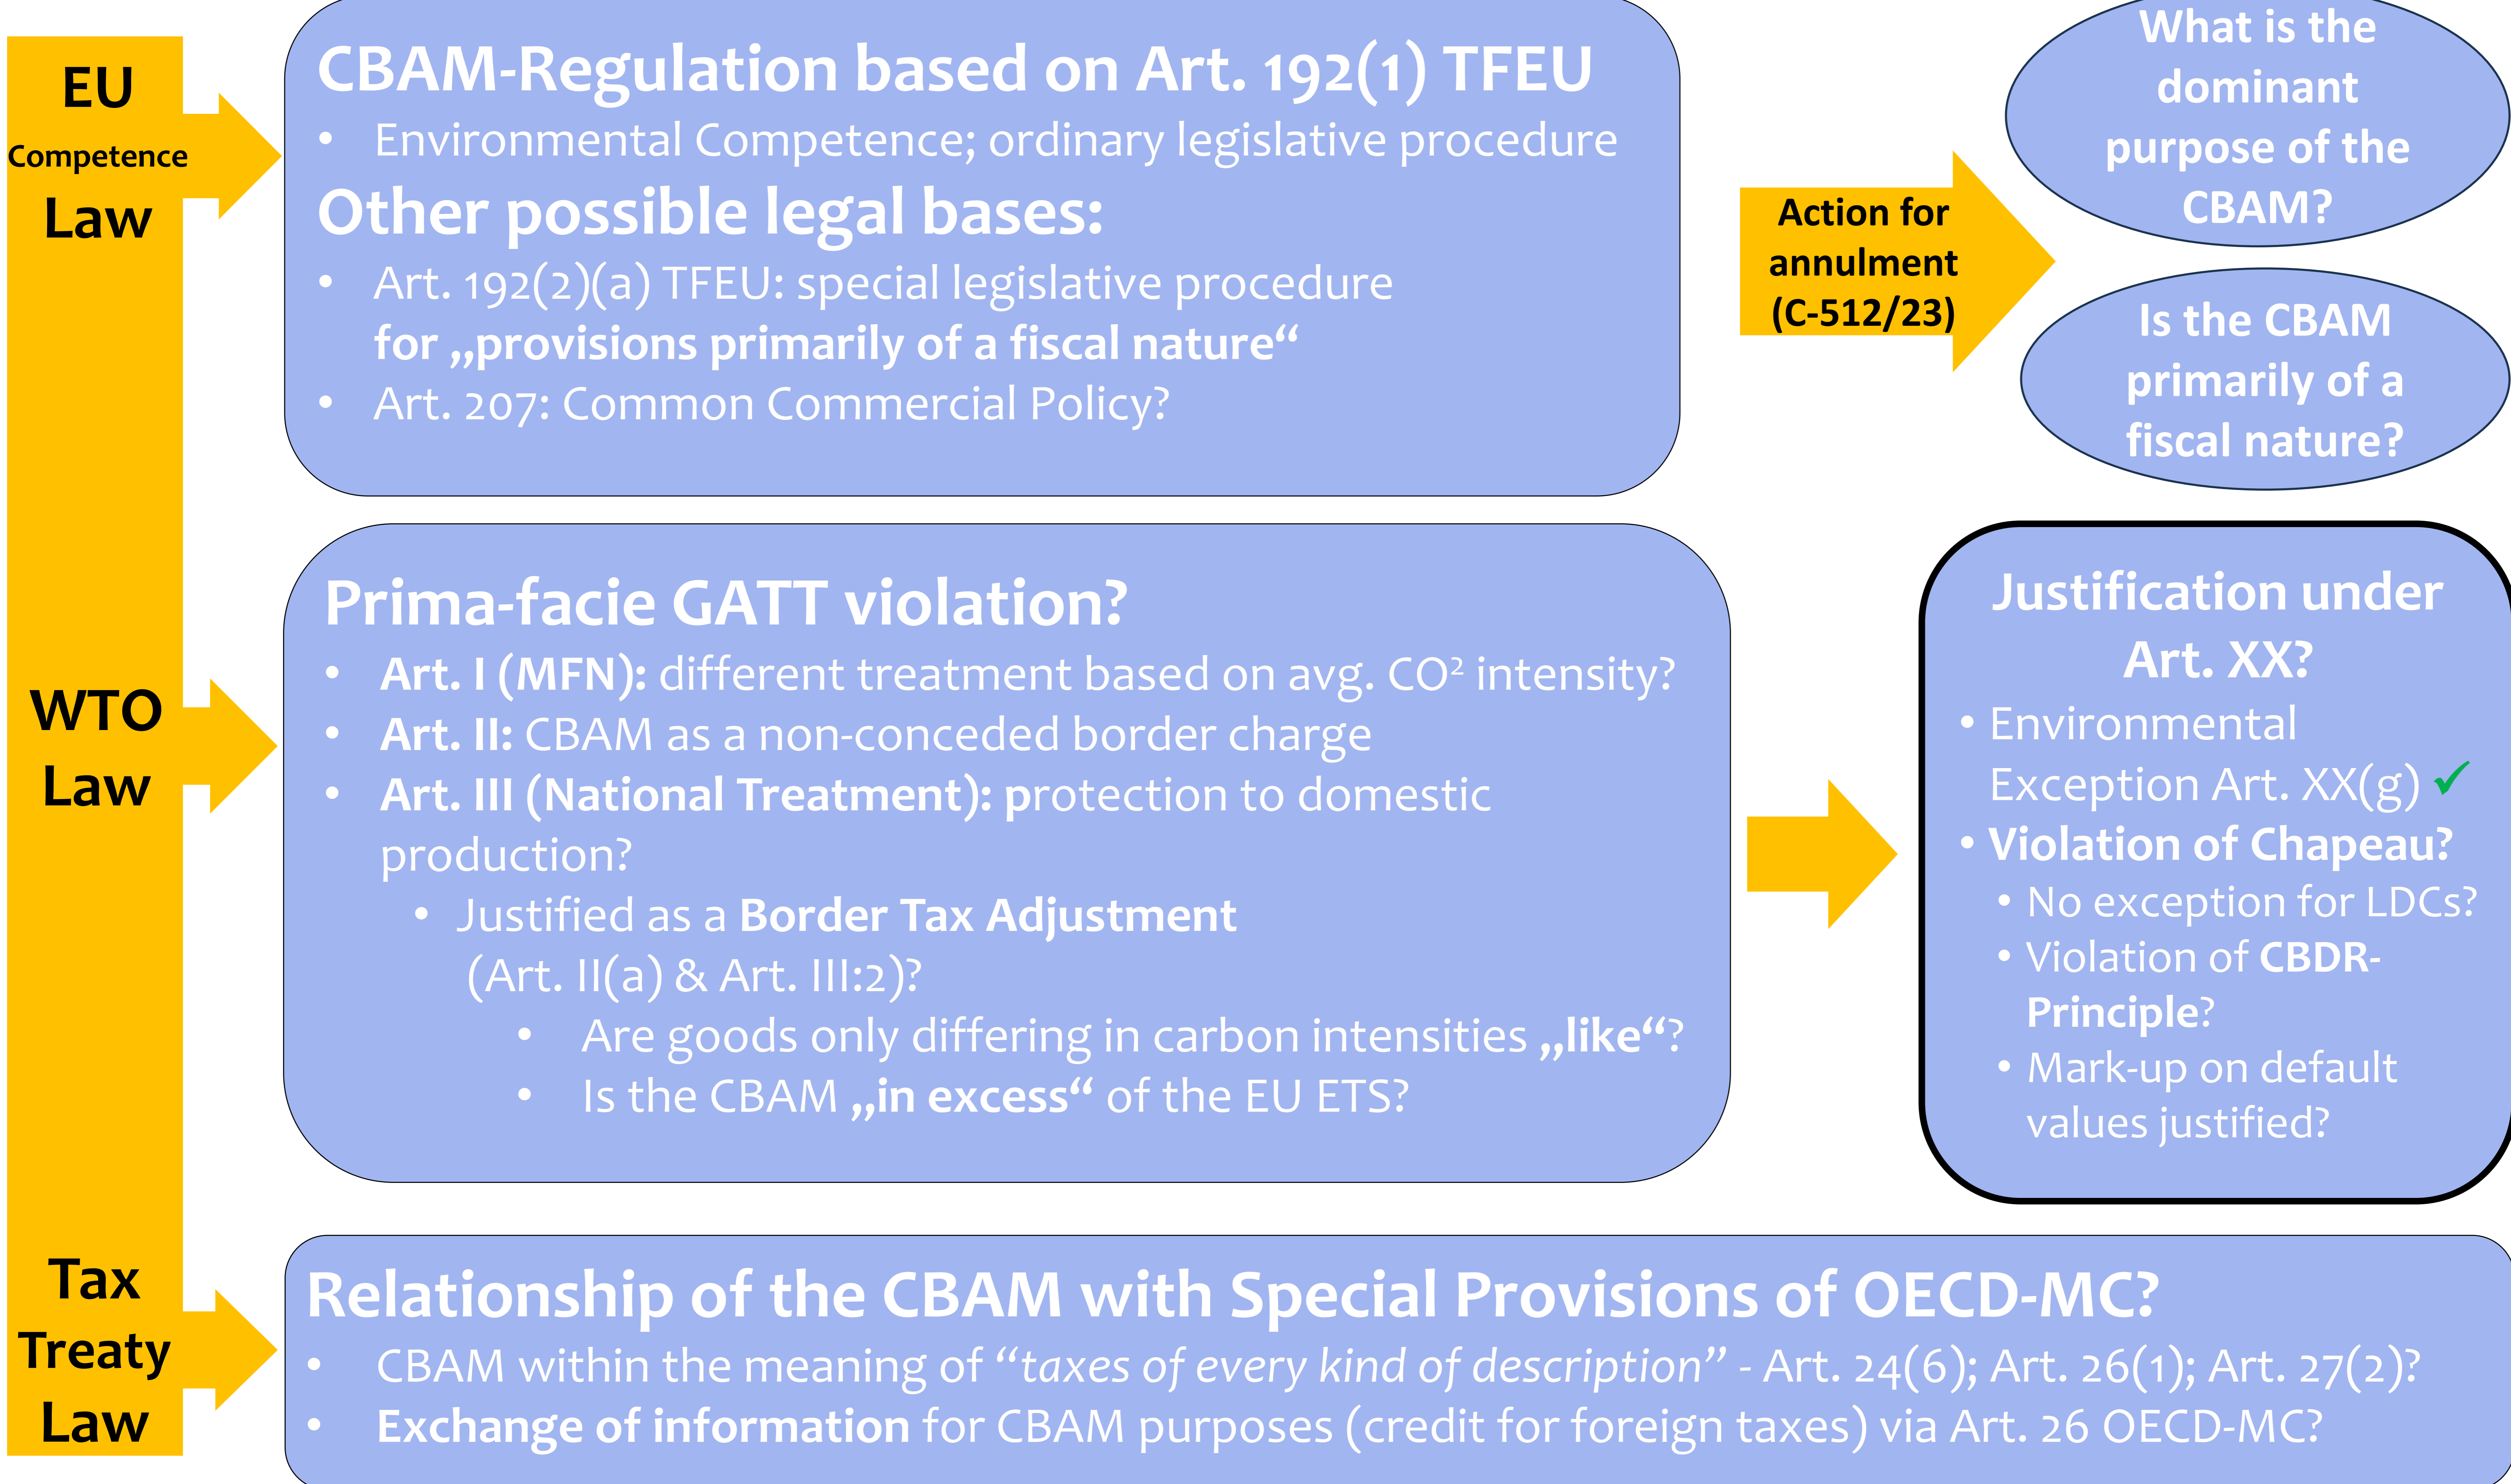 EU
Competence
Law
CBAM-Regulation based on Art. 192(1) TFEU
• Environmental Competence; ordinary legislative procedure
Other possible legal bases:
• Art. 192(2)(a) TFEU: special legislative procedure
for „provisions primarily of a fiscal nature“
• Art. 207: Common Commercial Policy?
Action for
annulment
(C-512/23)
What is the
dominant
purpose of the
CBAM?
Is the CBAM
primarily of a
fiscal nature?
WTO
Law
Prima-facie GATT violation?
• Art. I (MFN): different treatment based on avg. CO² intensity?
• Art. II: CBAM as a non-conceded border charge
• Art. III (National Treatment): protection to domestic
production?
• Justified as a Border Tax Adjustment
(Art. II(a) & Art. III:2)?
• Are goods only differing in carbon intensities „like“?
• Is the CBAM „in excess“ of the EU ETS?
Justification under
Art. XX?
• Environmental
Exception Art. XX(g) ✓
• Violation of Chapeau?
• No exception for LDCs?
• Violation of CBDR-
Principle?
• Mark-up on default
values justified?
Tax
Treaty
Law
Relationship of the CBAM with Special Provisions of OECD-MC?
• CBAM within the meaning of “taxes of every kind of description” - Art. 24(6); Art. 26(1); Art. 27(2)?
• Exchange of information for CBAM purposes (credit for foreign taxes) via Art. 26 OECD-MC?